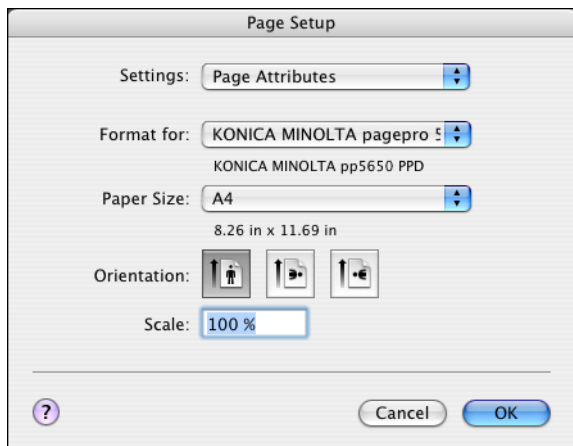 Page Setup
Settings: Page Attributes
Format for: KONICA MINOLTA pagepro 5
KONICA MINOLTA pp5650 PPD
Paper Size: A4
8.26 in x 11.69 in
Orientation:
Scale: 100 %
? Cancel OK